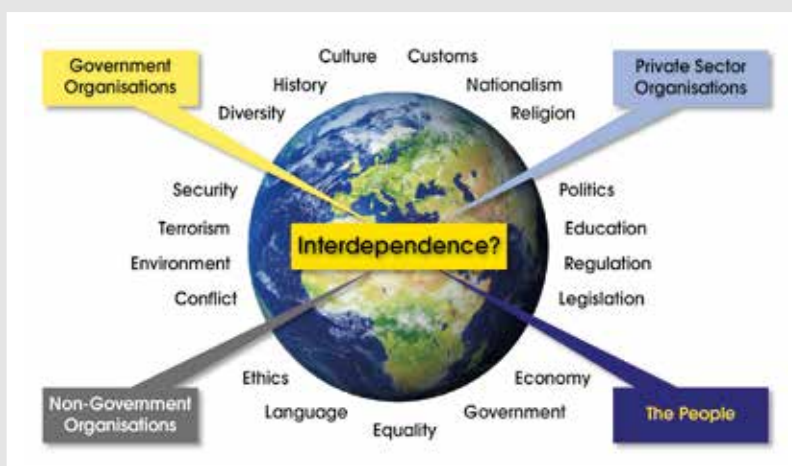 Culture
Customs
Government
Organisations
Private Sector
Organisations
History
Nationalism
Diversity
Religion
Security
Politics
Terrorism
Education
Interdependence?
Environment
Regulation
Conflict
Legislation
Ethics
Economy
Non-Government
Organisations
Language
Government
The People
Equality